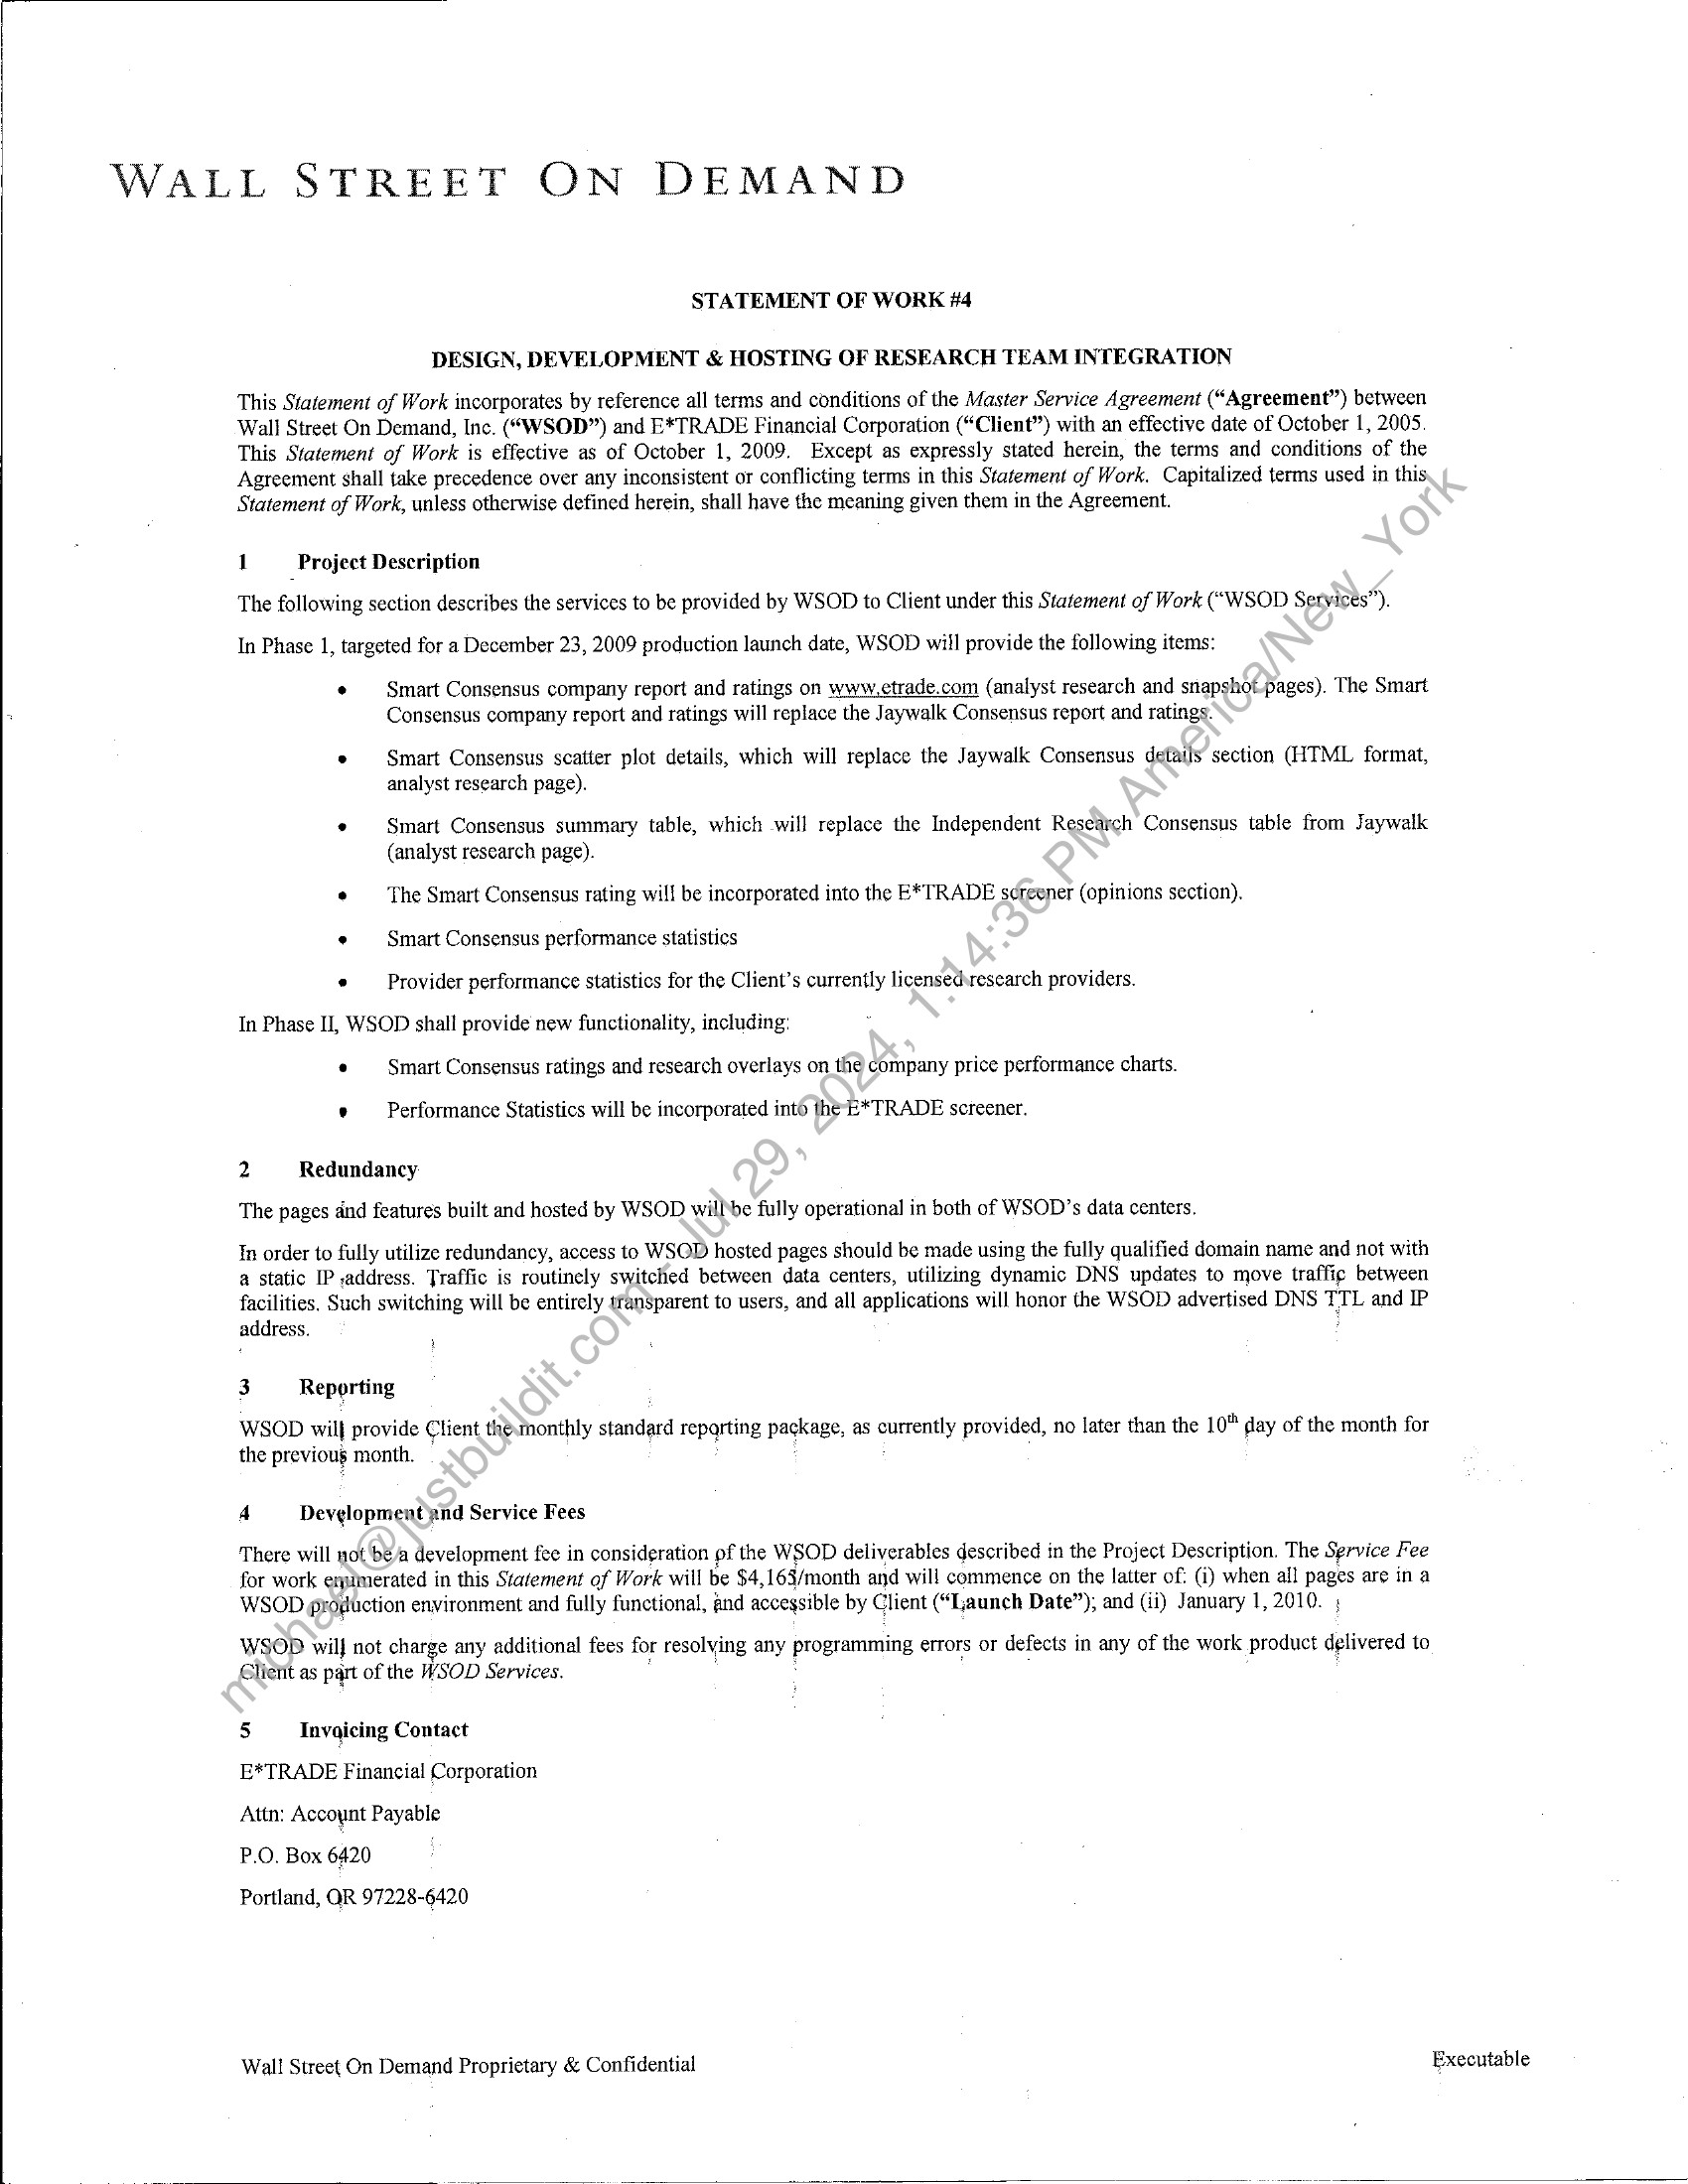 WALL STREET ON DEMAND
STATEMENT OF WORK #4
DESIGN, DEVELOPMENT & HOSTING OF RESEARCH TEAM INTEGRATION
This Statement of Work incorporates by reference all terms and conditions of the Master Service Agreement (“Agreement”) between
Wall Street On Demand, Inc. (“WSOD”) and E*TRADE Financial Corporation (“Client”) with an effective date of October 1, 2005.
This Statement of Work is effective as of October 1, 2009. Except as expressly stated herein, the terms and conditions of the
Agreement shall take precedence over any inconsistent or conflicting terms in this Statement of Work. Capitalized terms used in this
Statement of Work, unless otherwise defined herein, shall have the meaning given them in the Agreement.
1 Project Description
The following section describes the services to be provided by WSOD to Client under this Statement of Work (“WSOD Services”).
In Phase 1, targeted for a December 23, 2009 production launch date, WSOD will provide the following items:
• Smart Consensus company report and ratings on www.etrade.com (analyst research and snapshot pages). The Smart
Consensus company report and ratings will replace the Jaywalk Consensus report and ratings.
• Smart Consensus scatter plot details, which will replace the Jaywalk Consensus details section (HTML format,
analyst research page).
• Smart Consensus summary table, which will replace the Independent Research Consensus table from Jaywalk
(analyst research page).
• The Smart Consensus rating will be incorporated into the E*TRADE screener (opinions section).
• Smart Consensus performance statistics
• Provider performance statistics for the Client’s currently licensed research providers.
In Phase II, WSOD shall provide new functionality, including:
• Smart Consensus ratings and research overlays on the company price performance charts.
• Performance Statistics will be incorporated into the E*TRADE screener.
2 Redundancy
The pages and features built and hosted by WSOD will be fully operational in both of WSOD’s data centers.
In order to fully utilize redundancy, access to WSOD hosted pages should be made using the fully qualified domain name and not with
a static IP address. Traffic is routinely switched between data centers, utilizing dynamic DNS updates to move traffic between
facilities. Such switching will be entirely transparent to users, and all applications will honor the WSOD advertised DNS TTL and IP
address.
3 Reporting
WSOD will provide Client the monthly standard reporting package, as currently provided, no later than the 10th day of the month for
the previous month.
4 Development and Service Fees
There will not be a development fee in consideration of the WSOD deliverables described in the Project Description. The Service Fee
for work enumerated in this Statement of Work will be $4,163/month and will commence on the latter of: (i) when all pages are in a
WSOD production environment and fully functional, and accessible by Client (“Launch Date”); and (ii) January 1, 2010.
WSOD will not charge any additional fees for resolving any programming errors or defects in any of the work product delivered to
Client as part of the WSOD Services.
5 Invoicing Contact
E*TRADE Financial Corporation
Attn: Account Payable
P.O. Box 6420
Portland, OR 97228-6420
Wall Street On Demand Proprietary & Confidential
Executable
michael@justbuildit.com - Jul 29, 2024, 1:14:36 PM America/New_York